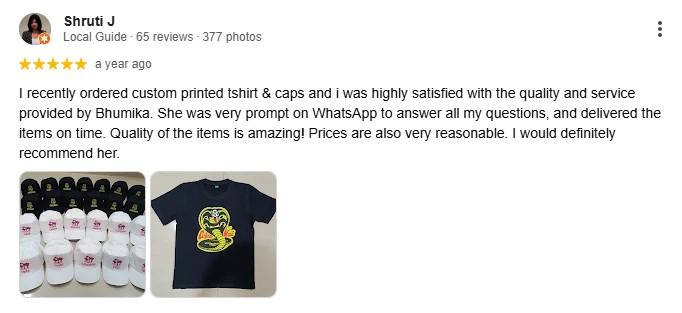 Shruti J
Local Guide · 65 reviews · 377 photos
a year ago
I recently ordered custom printed tshirt & caps and i was highly satisfied with the quality and service
provided by Bhumika. She was very prompt on WhatsApp to answer all my questions, and delivered the
items on time. Quality of the items is amazing! Prices are also very reasonable. I would definitely
recommend her.